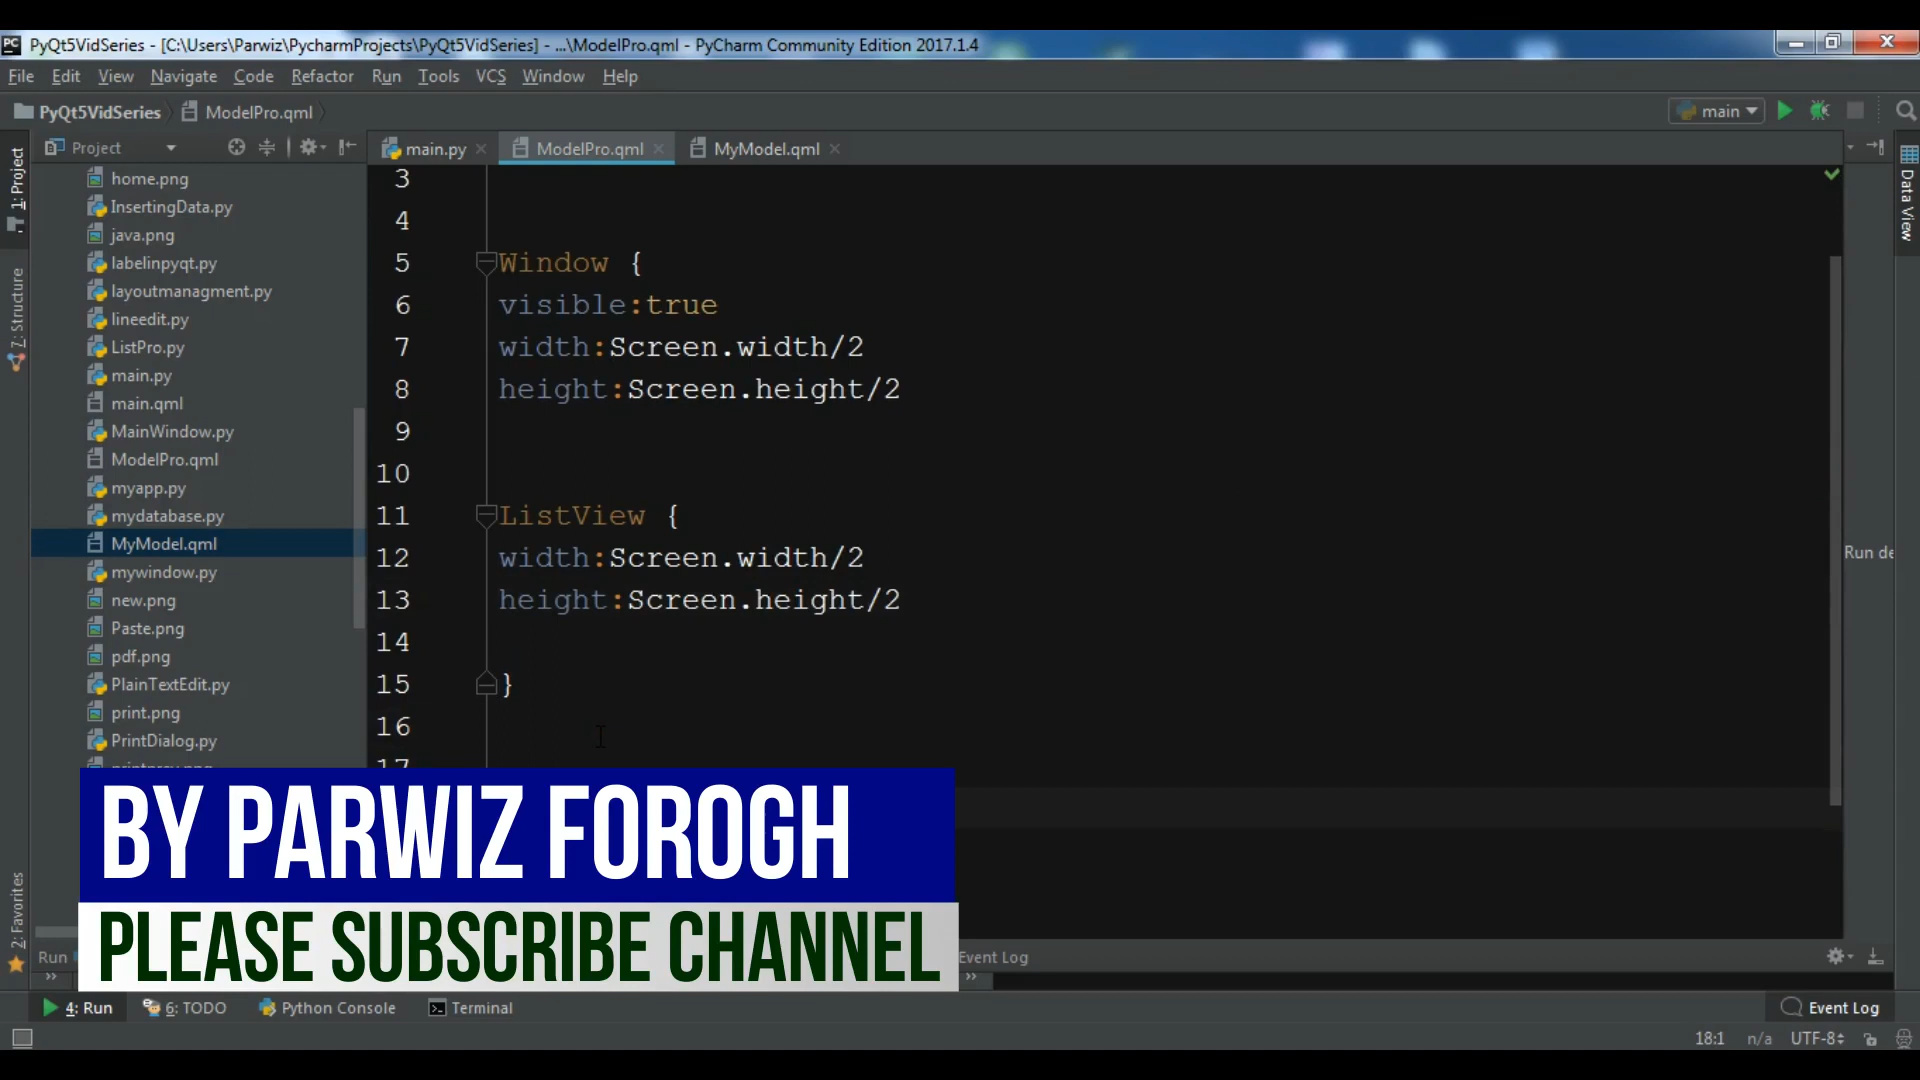 PyQt5VidSeries - [C:\Users\Parwiz\PycharmProjects\PyQt5VidSeries] - ...\ModelPro.qml - PyCharm Community Edition 2017.1.4
File Edit View Navigate Code Refactor Run Tools VCS Window Help
PyQt5VidSeries ModelPro.qml main
1: Project
7: Structure
2: Favorites
Project
home.png
InsertingData.py
java.png
labelinpyqt.py
layoutmanagment.py
lineedit.py
ListPro.py
main.py
main.qml
MainWindow.py
ModelPro.qml
myapp.py
mydatabase.py
MyModel.qml
mywindow.py
new.png
Paste.png
pdf.png
PlainTextEdit.py
print.png
PrintDialog.py
main.py ModelPro.qml MyModel.qml
3
4
5 Window {
6 visible:true
7 width:Screen.width/2
8 height:Screen.height/2
9
10
11 ListView {
12 width:Screen.width/2
13 height:Screen.height/2
14
15 }
16
17
Data View
Run de
BY PARWIZ FOROGH
PLEASE SUBSCRIBE CHANNEL
Run
Event Log
4: Run 6: TODO Python Console Terminal Event Log
18:1 n/a UTF-8